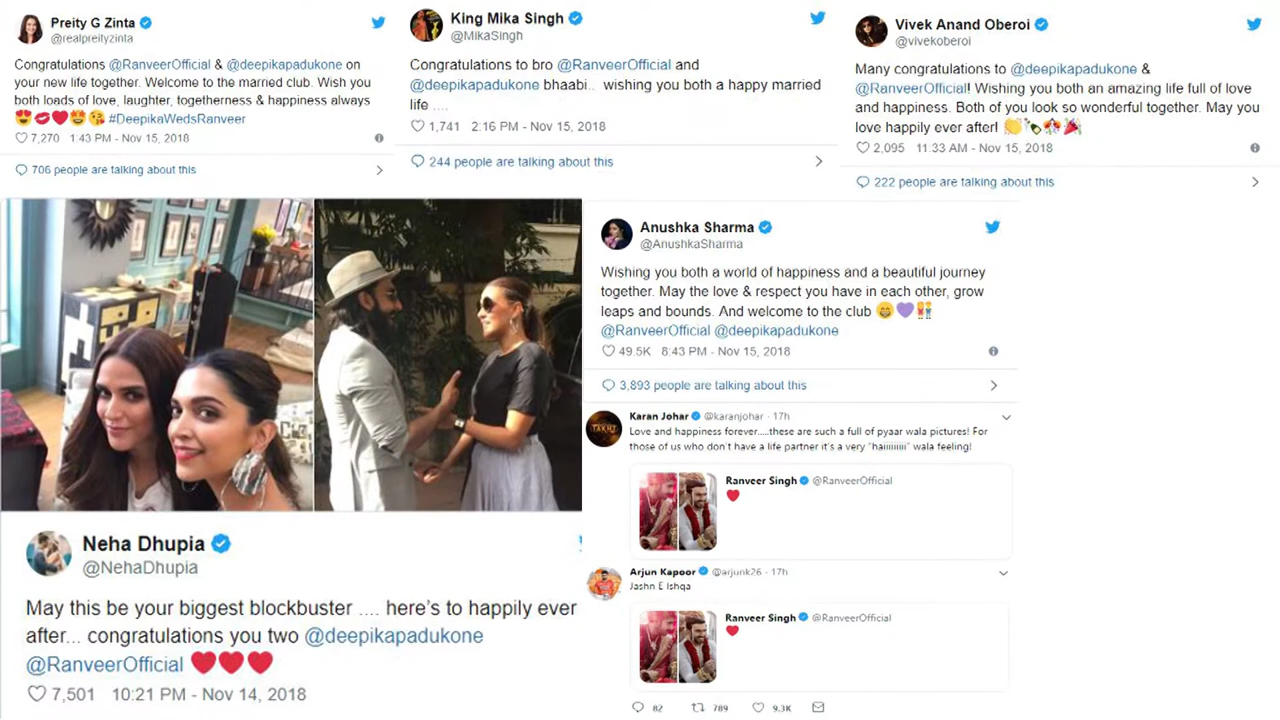 Preity G Zinta
@realpreityzinta
Congratulations @RanveerOfficial & @deepikapadukone on
your new life together. Welcome to the married club. Wish you
both loads of love, laughter, togetherness & happiness always
😍💋❤️🤩😘 #DeepikaWedsRanveer
7,270 1:43 PM - Nov 15, 2018
706 people are talking about this
King Mika Singh
@MikaSingh
Congratulations to bro @RanveerOfficial and
@deepikapadukone bhaabi.. wishing you both a happy married
life ....
1,741 2:16 PM - Nov 15, 2018
244 people are talking about this
Vivek Anand Oberoi
@vivekoberoi
Many congratulations to @deepikapadukone &
@RanveerOfficial! Wishing you both an amazing life full of love
and happiness. Both of you look so wonderful together. May you
love happily ever after! 👏🍾🎊🎉
2,095 11:33 AM - Nov 15, 2018
222 people are talking about this
Neha Dhupia
@NehaDhupia
May this be your biggest blockbuster .... here's to happily ever
after... congratulations you two @deepikapadukone
@RanveerOfficial ❤️❤️❤️
7,501 10:21 PM - Nov 14, 2018
Anushka Sharma
@AnushkaSharma
Wishing you both a world of happiness and a beautiful journey
together. May the love & respect you have in each other, grow
leaps and bounds. And welcome to the club 😁💜👫
@RanveerOfficial @deepikapadukone
49.5K 8:43 PM - Nov 15, 2018
3,893 people are talking about this
Karan Johar @karanjohar · 17h
Love and happiness forever.....these are such a full of pyaar wala pictures! For
those of us who don't have a life partner it's a very "haiiiiiiiiii" wala feeling!
TAKHT
Ranveer Singh @RanveerOfficial
❤️
Arjun Kapoor @arjunk26 · 17h
Jashn E Ishqa
Ranveer Singh @RanveerOfficial
❤️
82 789 9.3K